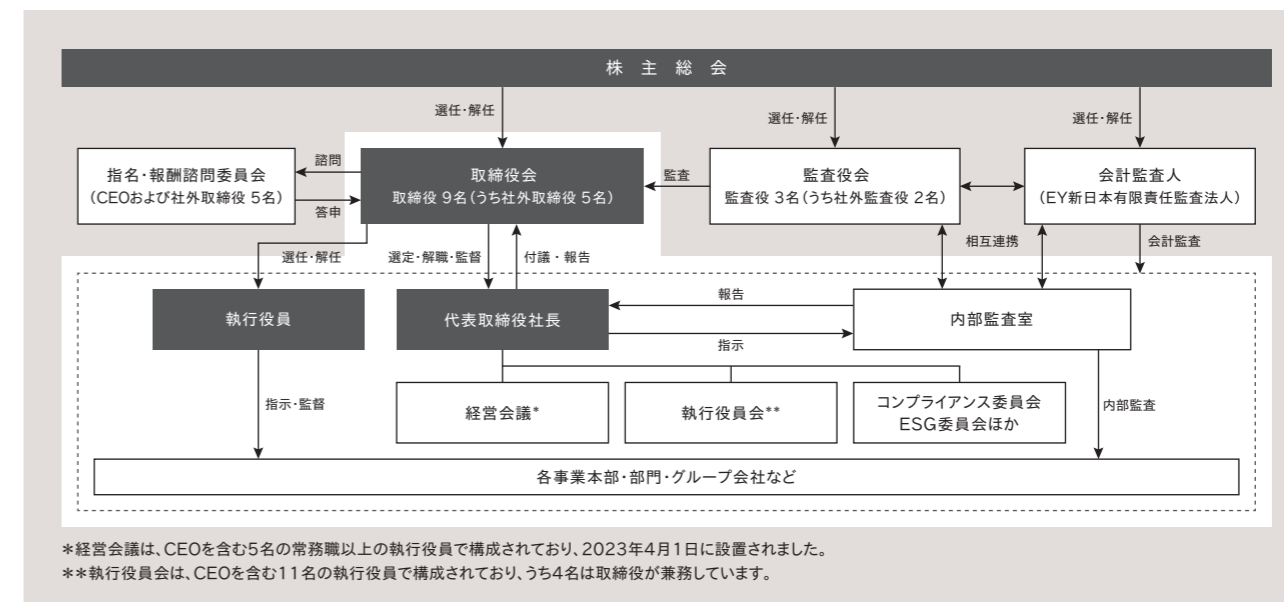 株主総会
選任・解任
選任・解任
選任・解任
指名・報酬諮問委員会
(CEOおよび社外取締役 5名)
諮問
答申
取締役会
取締役 9名(うち社外取締役 5名)
監査
監査役会
監査役 3名(うち社外監査役 2名)
会計監査人
(EY新日本有限責任監査法人)
選任・解任
選定・解職・監督
付議・報告
相互連携
会計監査
執行役員
代表取締役社長
報告
指示
内部監査室
指示・監督
経営会議*
執行役員会**
コンプライアンス委員会
ESG委員会ほか
内部監査
各事業本部・部門・グループ会社など
*経営会議は、CEOを含む5名の常務職以上の執行役員で構成されており、2023年4月1日に設置されました。
**執行役員会は、CEOを含む11名の執行役員で構成されており、うち4名は取締役が兼務しています。